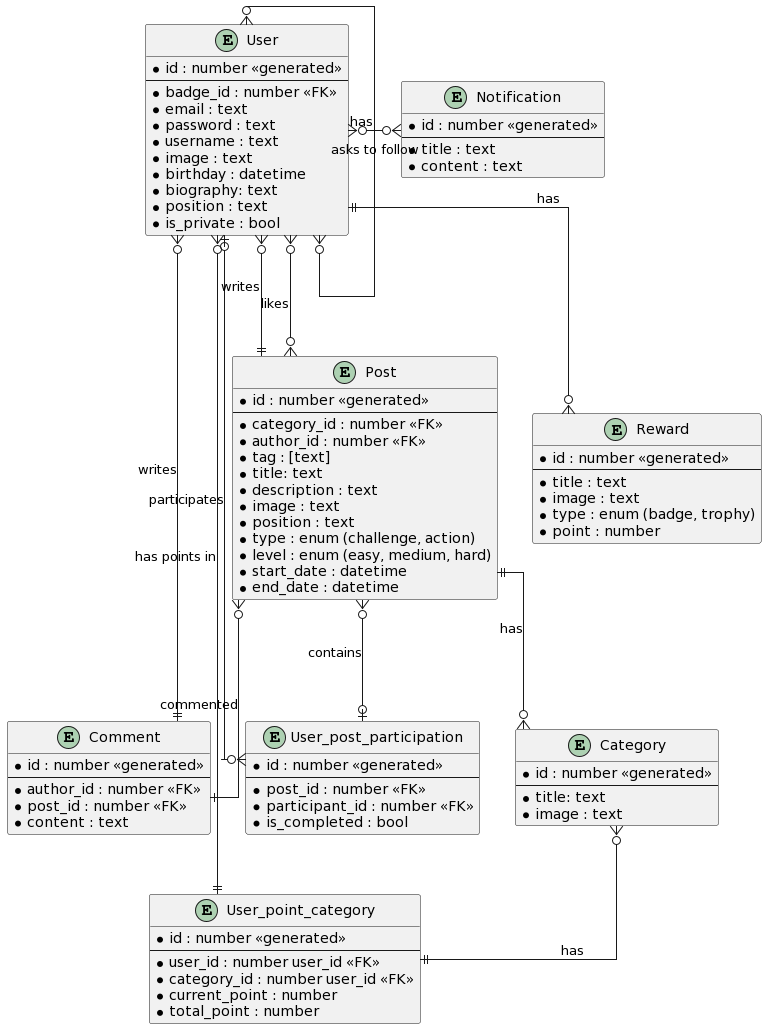 E User
id : number «generated»
badge_id : number «FK»
email : text
password : text
username : text
image : text
birthday : datetime
biography: text
position : text
is_private : bool
E Notification
id : number «generated»
title : text
content : text
has
asks to follow
has
writes
likes
E Post
id : number «generated»
category_id : number «FK»
author_id : number «FK»
tag : [text]
title: text
description : text
image : text
position : text
type : enum (challenge, action)
level : enum (easy, medium, hard)
start_date : datetime
end_date : datetime
E Reward
id : number «generated»
title : text
image : text
type : enum (badge, trophy)
point : number
writes
participates
has points in
has
contains
commented
E Comment
id : number «generated»
author_id : number «FK»
post_id : number «FK»
content : text
E User_post_participation
id : number «generated»
post_id : number «FK»
participant_id : number «FK»
is_completed : bool
E Category
id : number «generated»
title: text
image : text
E User_point_category
id : number «generated»
user_id : number user_id «FK»
category_id : number user_id «FK»
current_point : number
total_point : number
has